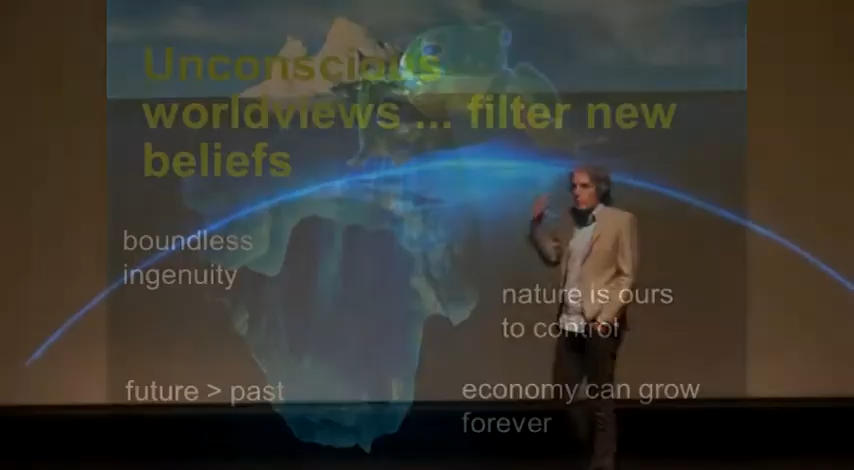 Unconscious
worldviews ... filter new
beliefs
boundless
ingenuity
nature is ours
to control
future > past
economy can grow
forever